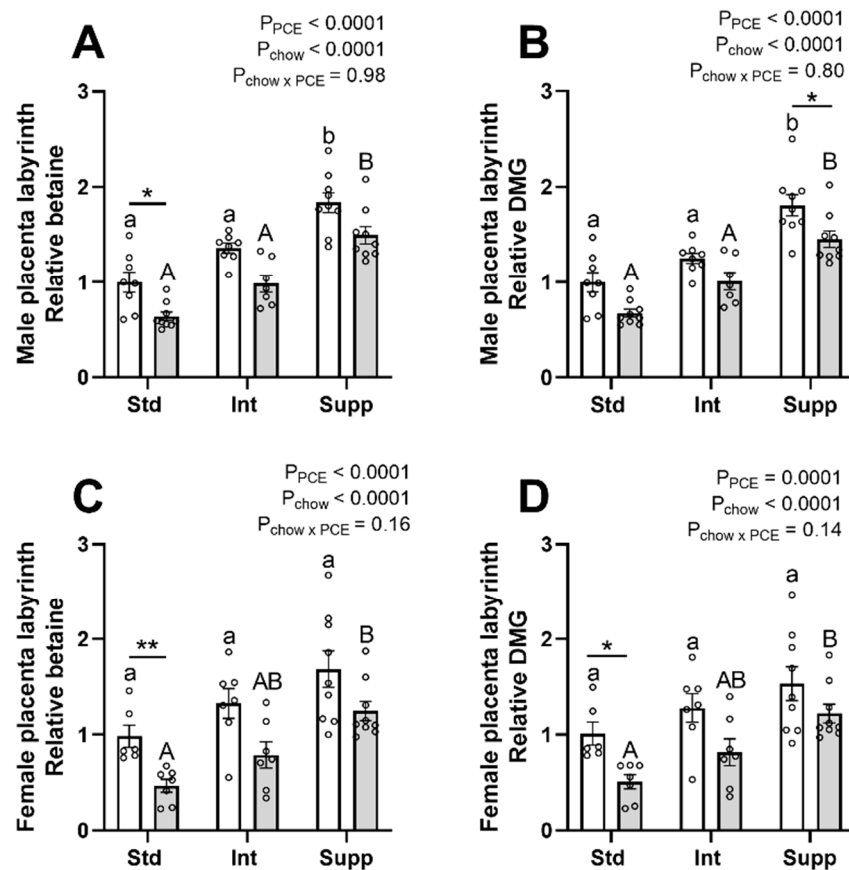 A
P_PCE < 0.0001
P_chow < 0.0001
P_chow x PCE = 0.98
Male placenta labyrinth
Relative betaine
3
2
1
0
*
a
A
a
A
b
B
Std
Int
Supp
B
P_PCE < 0.0001
P_chow < 0.0001
P_chow x PCE = 0.80
Male placenta labyrinth
Relative DMG
3
2
1
0
a
A
a
A
*
b
B
Std
Int
Supp
C
P_PCE < 0.0001
P_chow < 0.0001
P_chow x PCE = 0.16
Female placenta labyrinth
Relative betaine
3
2
1
0
**
a
A
a
AB
a
B
Std
Int
Supp
D
P_PCE = 0.0001
P_chow < 0.0001
P_chow x PCE = 0.14
Female placenta labyrinth
Relative DMG
3
2
1
0
*
a
A
a
AB
a
B
Std
Int
Supp